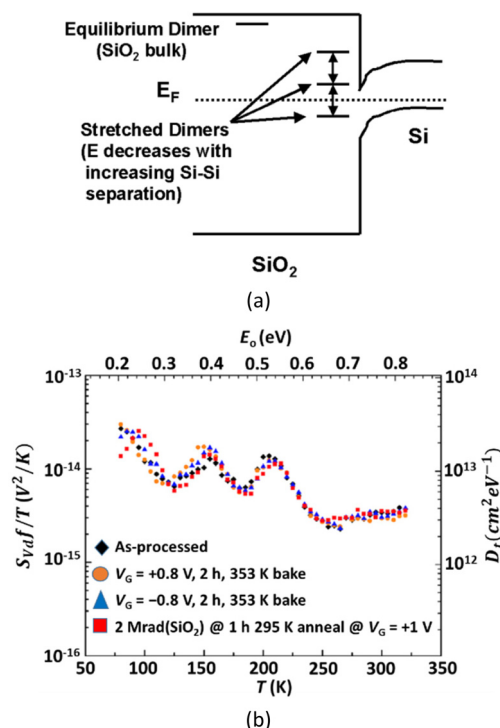 Equilibrium Dimer
(SiO2 bulk)
EF
Stretched Dimers
(E decreases with
increasing Si-Si
separation)
Si
SiO2
(a)
Eo (eV)
0.2 0.3 0.4 0.5 0.6 0.7 0.8
10-13 1014
10-14 1013
10-15 1012
10-16
SVdf/T (V2/K)
Dt(cm2eV-1)
As-processed
VG = +0.8 V, 2 h, 353 K bake
VG = −0.8 V, 2 h, 353 K bake
2 Mrad(SiO2) @ 1 h 295 K anneal @ VG = +1 V
50 100 150 200 250 300 350
T (K)
(b)